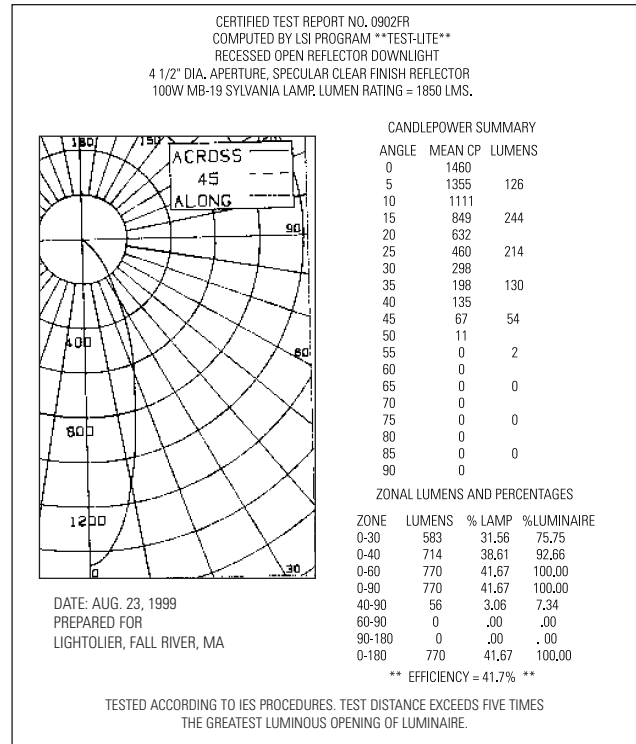 CERTIFIED TEST REPORT NO. 0902FR
COMPUTED BY LSI PROGRAM **TEST-LITE**
RECESSED OPEN REFLECTOR DOWNLIGHT
4 1/2" DIA. APERTURE, SPECULAR CLEAR FINISH REFLECTOR
100W MB-19 SYLVANIA LAMP. LUMEN RATING = 1850 LMS.
180 150
ACROSS
45
ALONG
90
60
400
800
1200
0 30
DATE: AUG. 23, 1999
PREPARED FOR
LIGHTOLIER, FALL RIVER, MA
CANDLEPOWER SUMMARY
ANGLE MEAN CP LUMENS
0 1460
5 1355 126
10 1111
15 849 244
20 632
25 460 214
30 298
35 198 130
40 135
45 67 54
50 11
55 0 2
60 0
65 0 0
70 0
75 0 0
80 0
85 0 0
90 0
ZONAL LUMENS AND PERCENTAGES
ZONE LUMENS % LAMP %LUMINAIRE
0-30 583 31.56 75.75
0-40 714 38.61 92.66
0-60 770 41.67 100.00
0-90 770 41.67 100.00
40-90 56 3.06 7.34
60-90 0 .00 .00
90-180 0 .00 . 00
0-180 770 41.67 100.00
** EFFICIENCY = 41.7% **
TESTED ACCORDING TO IES PROCEDURES. TEST DISTANCE EXCEEDS FIVE TIMES
THE GREATEST LUMINOUS OPENING OF LUMINAIRE.